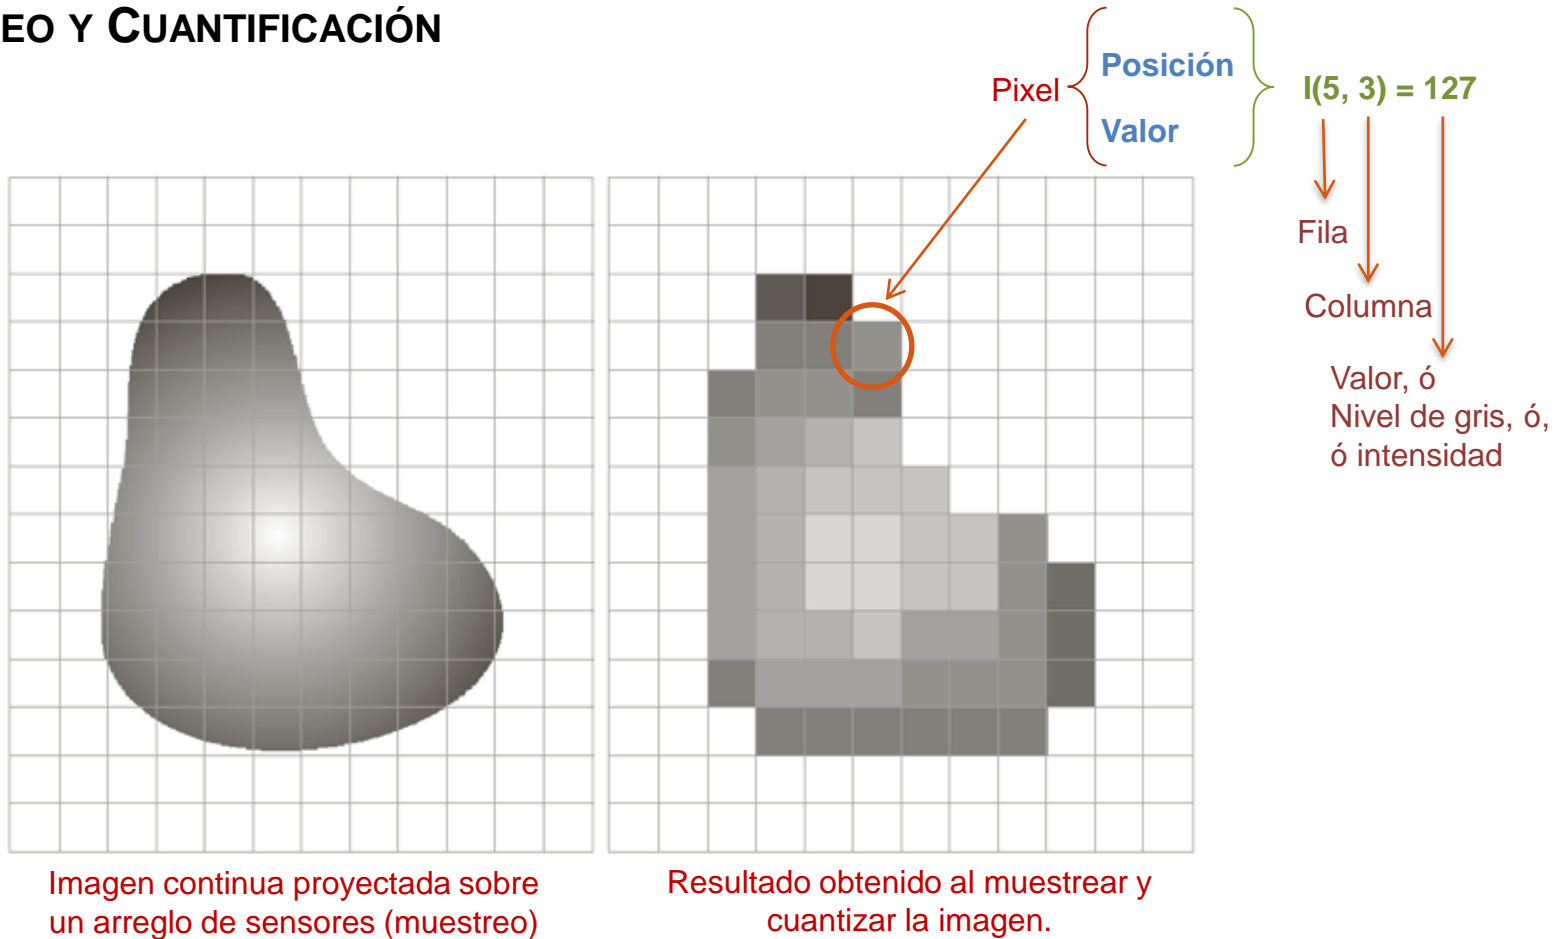 EO Y CUANTIFICACIÓN
Pixel
Posición
Valor
I(5, 3) = 127
Fila
Columna
Valor, ó
Nivel de gris, ó,
ó intensidad
Imagen continua proyectada sobre
un arreglo de sensores (muestreo)
Resultado obtenido al muestrear y
cuantizar la imagen.